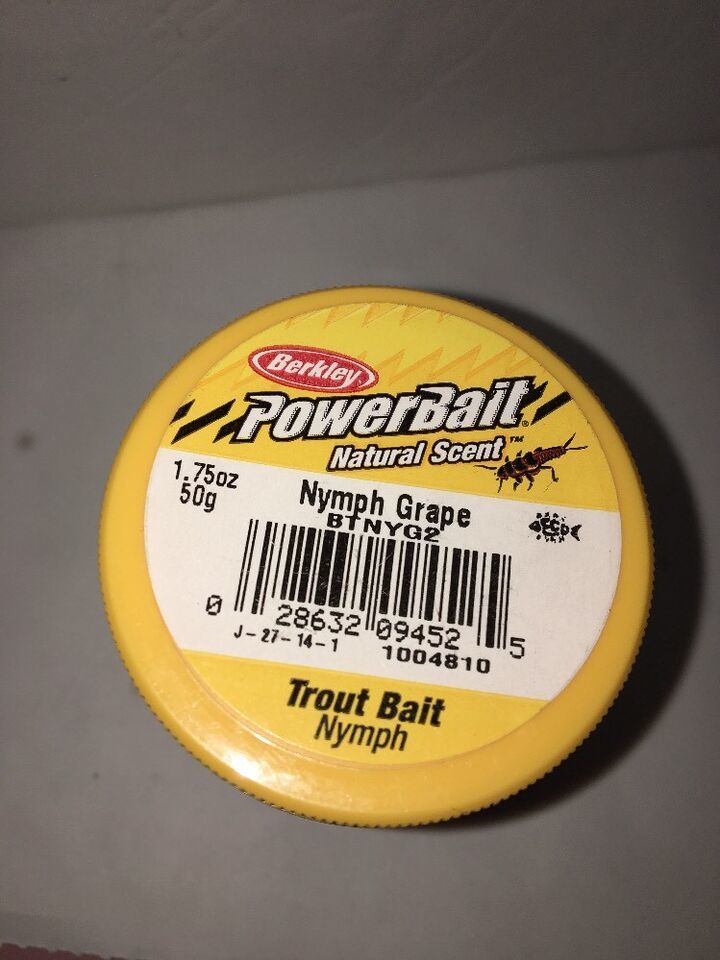 Berkley
PowerBait®
Natural Scent™
1.75oz
50g
Nymph Grape
BTNYG2
0 28632 09452 5
J-27-14-1 1004810
Trout Bait
Nymph